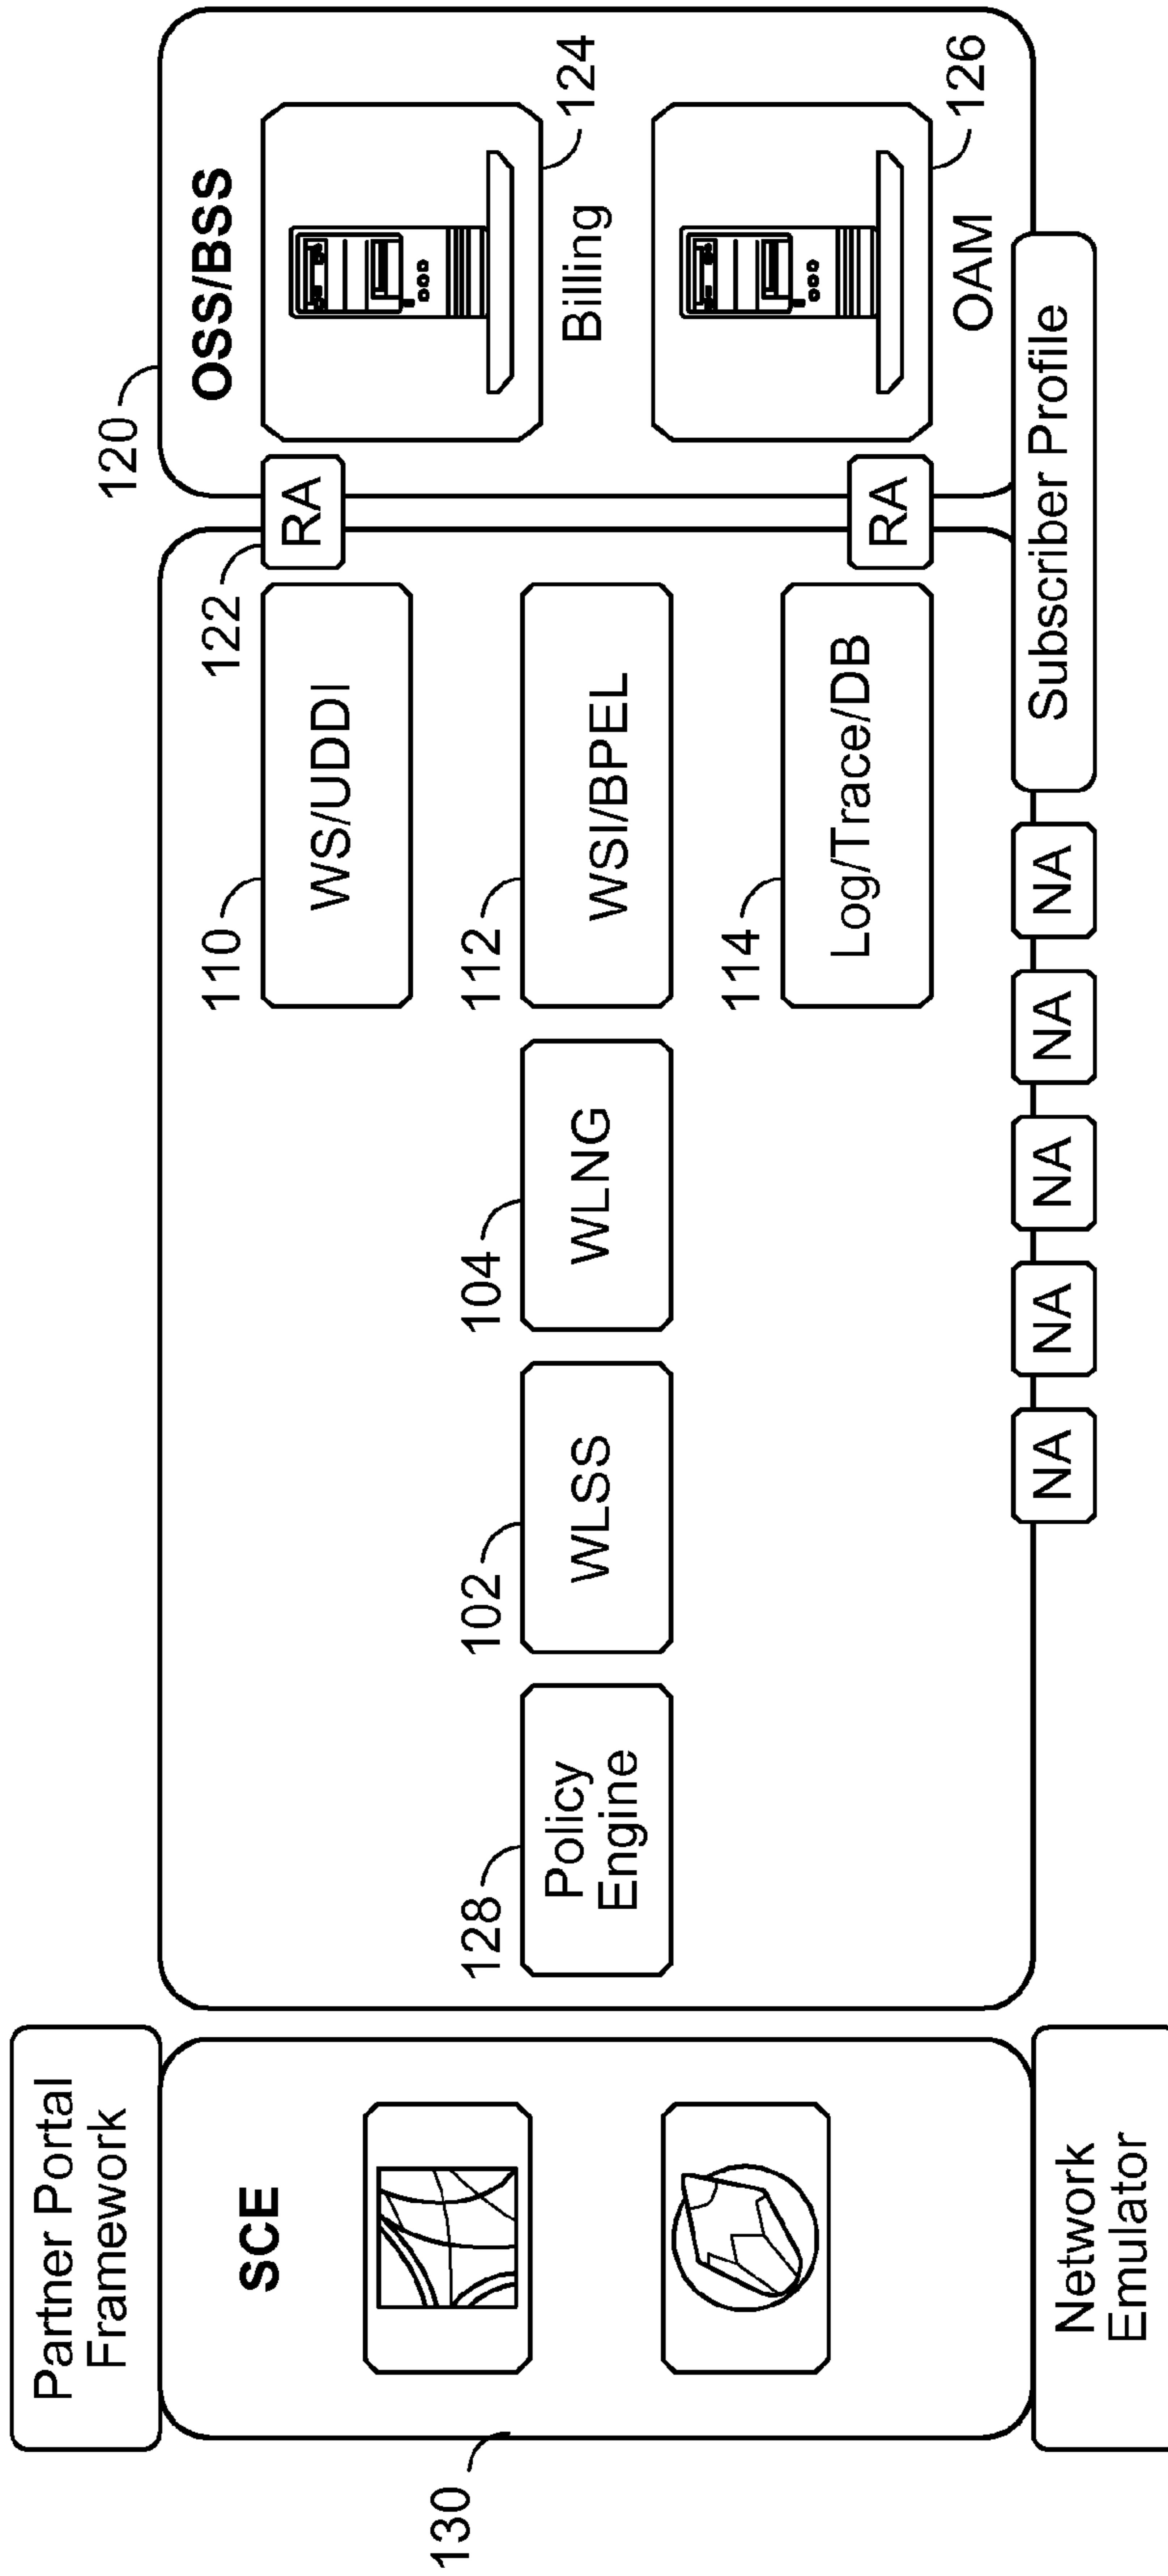 Partner Portal
Framework
SCE
130
Network
Emulator
128
Policy
Engine
102
WLSS
104
WLNG
110
WS/UDDI
112
WSI/BPEL
114
Log/Trace/DB
122
RA
RA
120
OSS/BSS
124
Billing
126
OAM
NA
NA
NA
NA
NA
Subscriber Profile